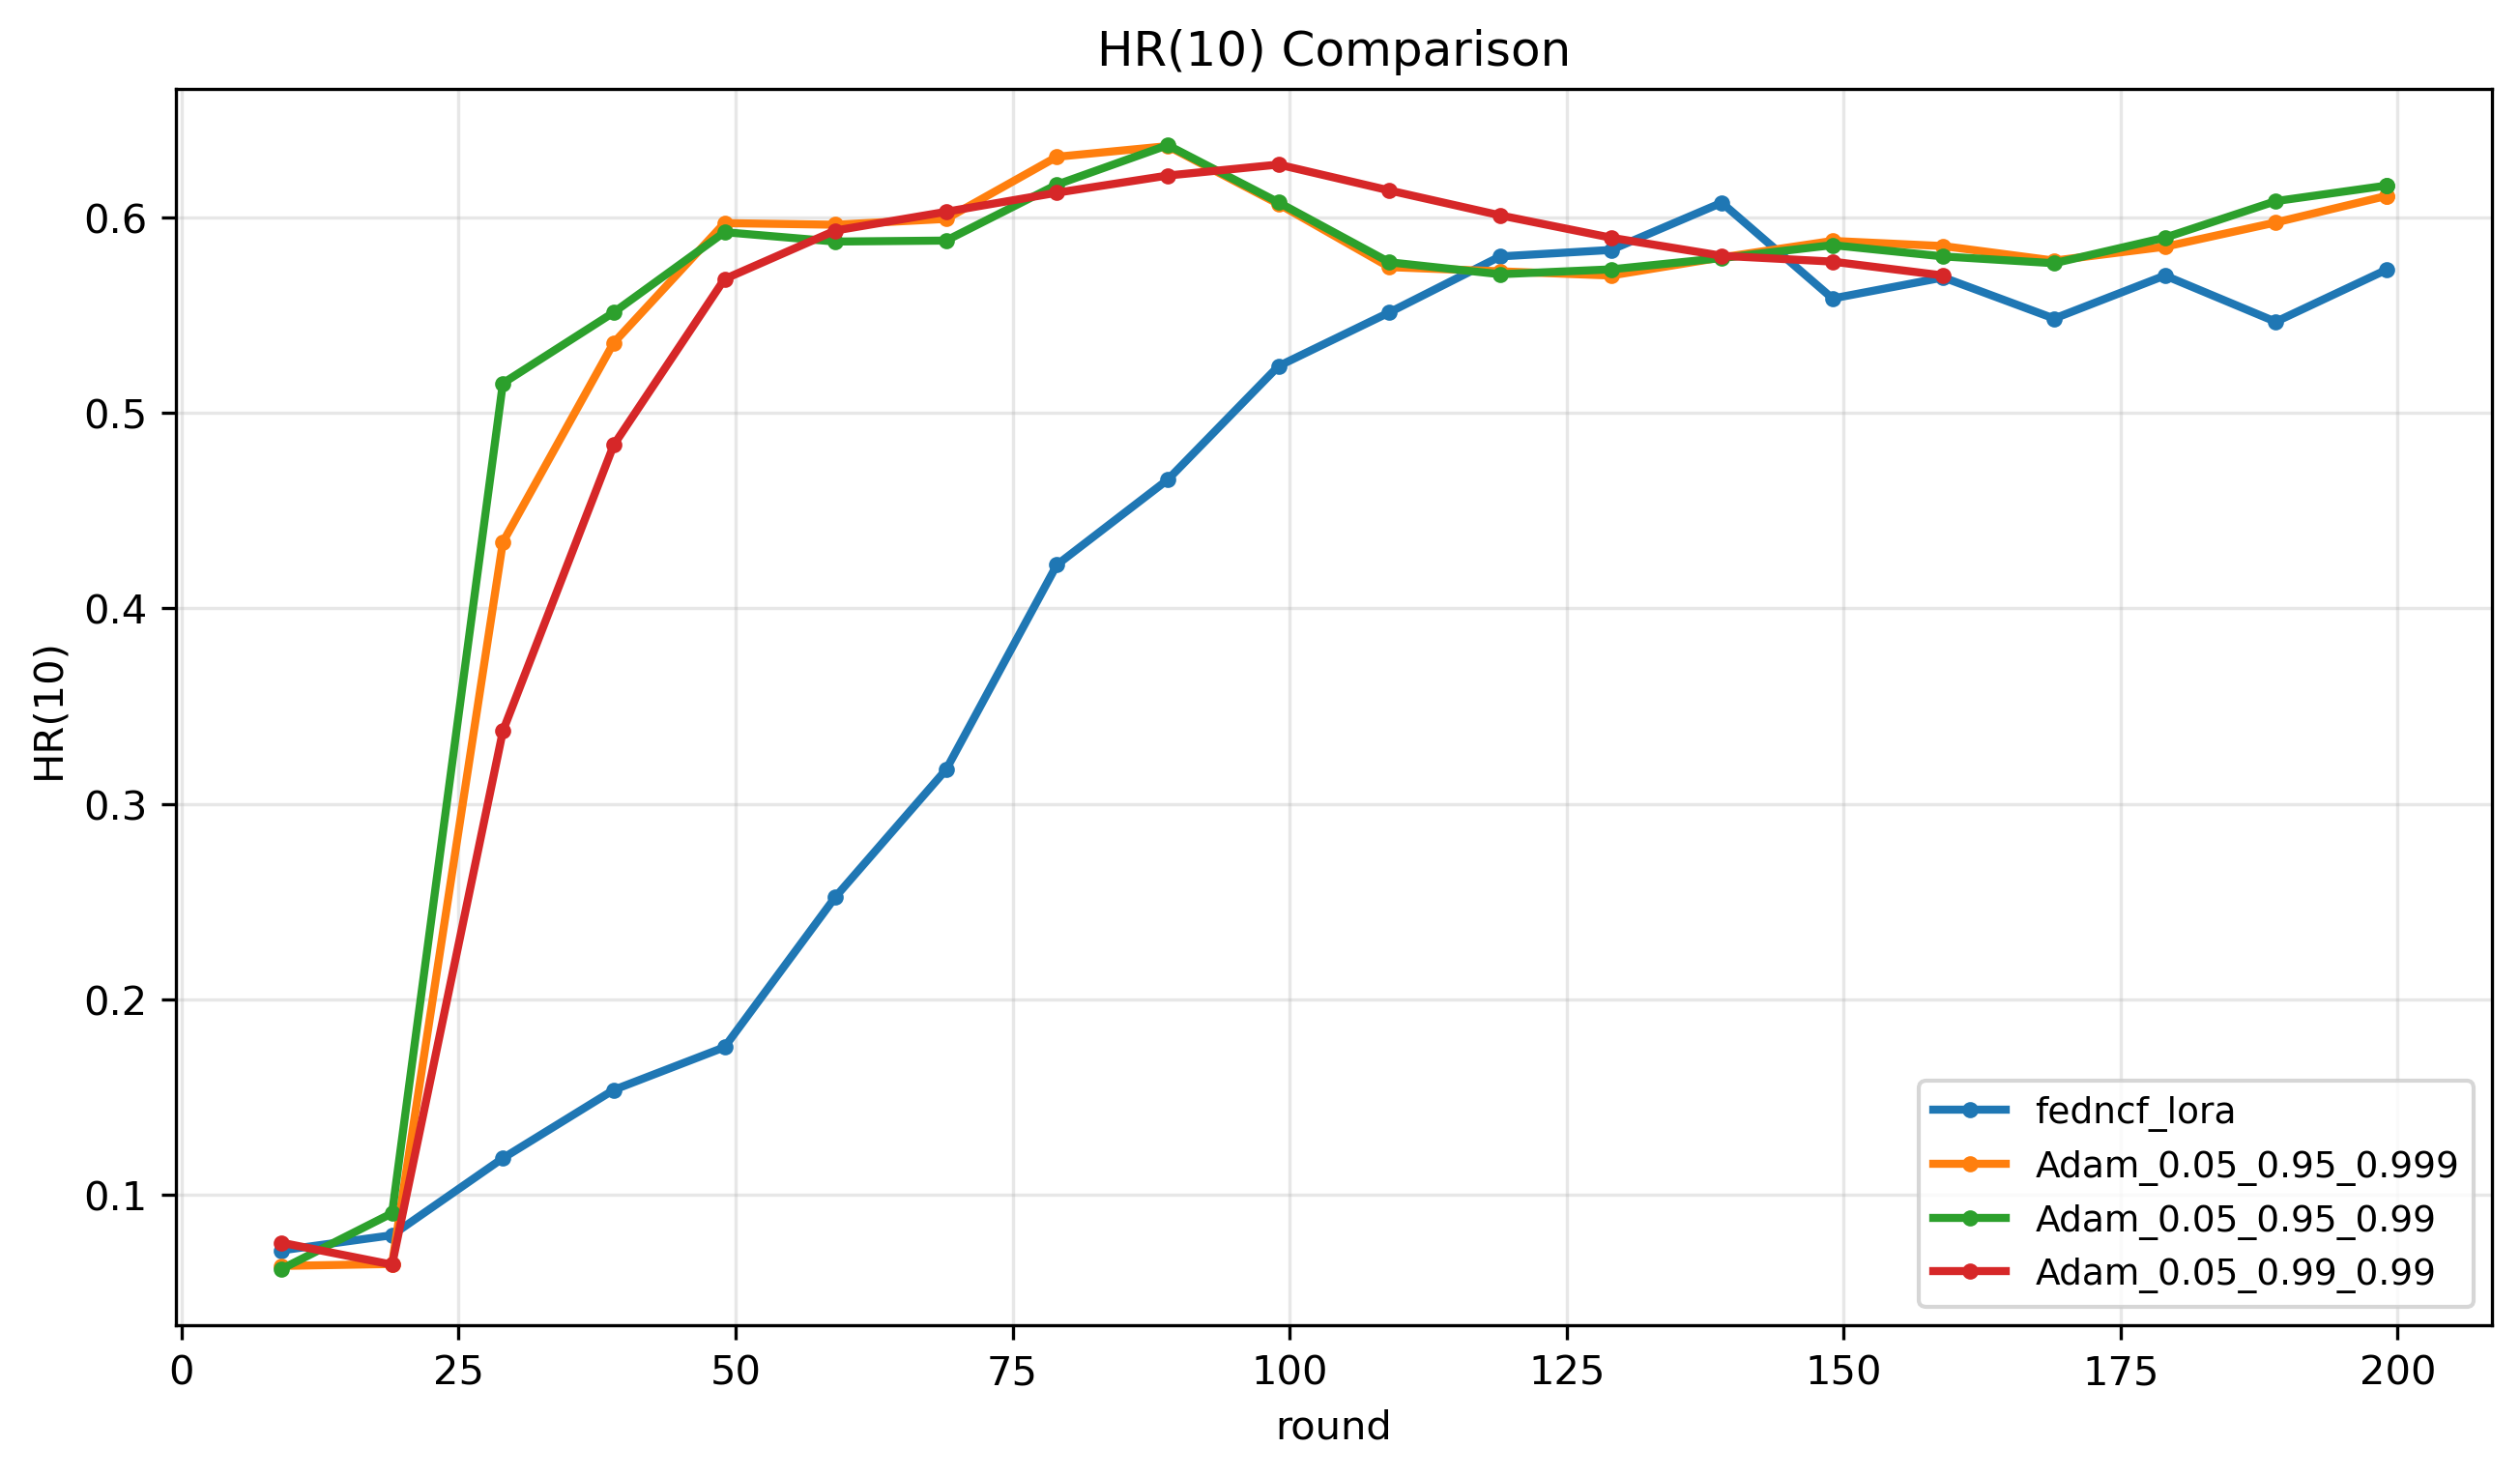 HR(10) Comparison
HR(10)
0.6
0.5
0.4
0.3
0.2
0.1
0 25 50 75 100 125 150 175 200
round
fedncf_lora
Adam_0.05_0.95_0.999
Adam_0.05_0.95_0.99
Adam_0.05_0.99_0.99